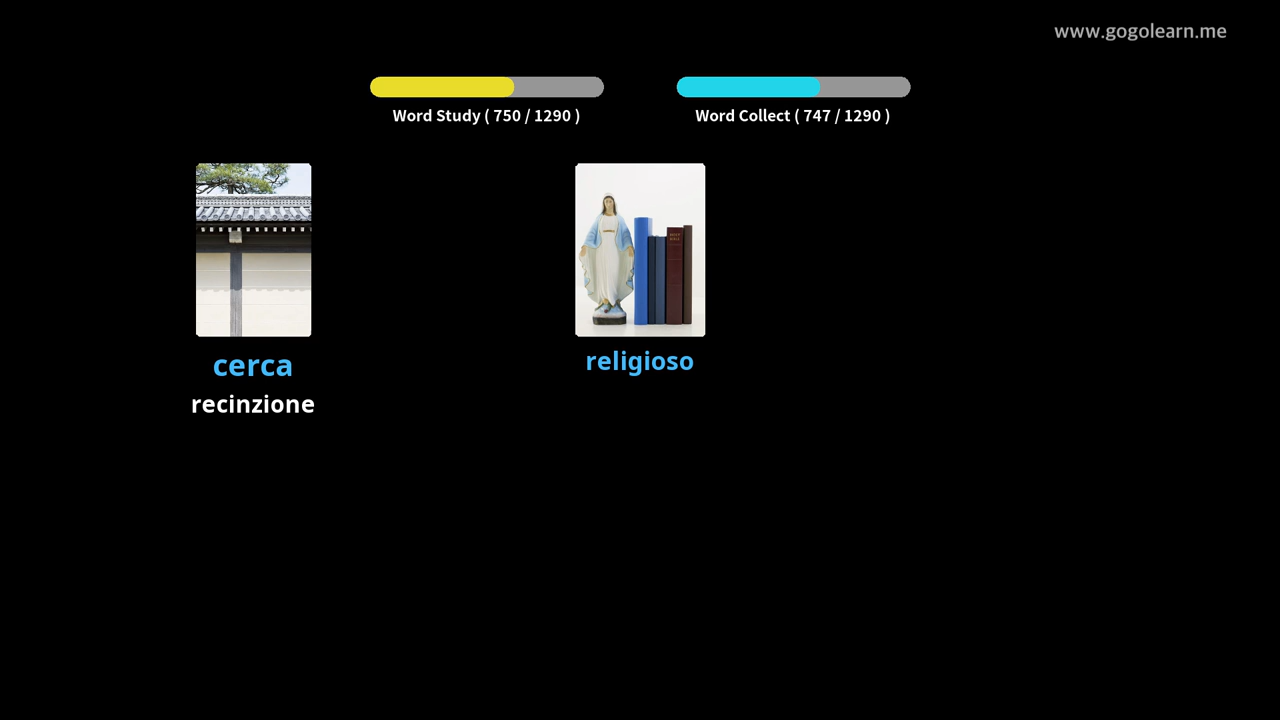 www.gogolearn.me
Word Study ( 750 / 1290 )
Word Collect ( 747 / 1290 )
cerca
recinzione
religioso